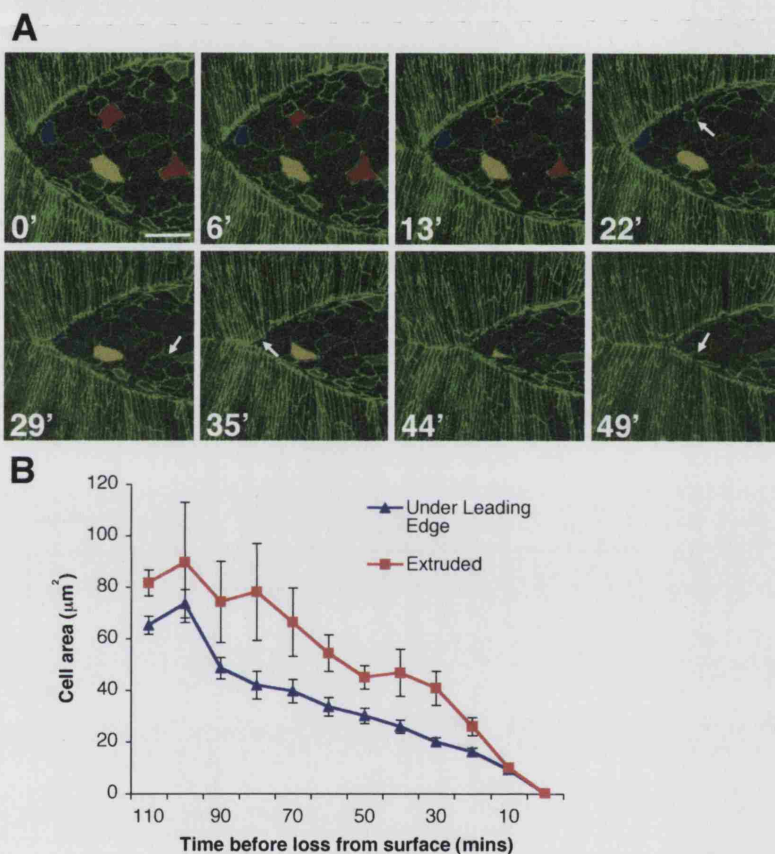 A
0' 6' 13' 22'
29' 35' 44' 49'
B
Under Leading
Edge
Extruded
Cell area (µm²)
120
100
80
60
40
20
0
110 90 70 50 30 10
Time before loss from surface (mins)